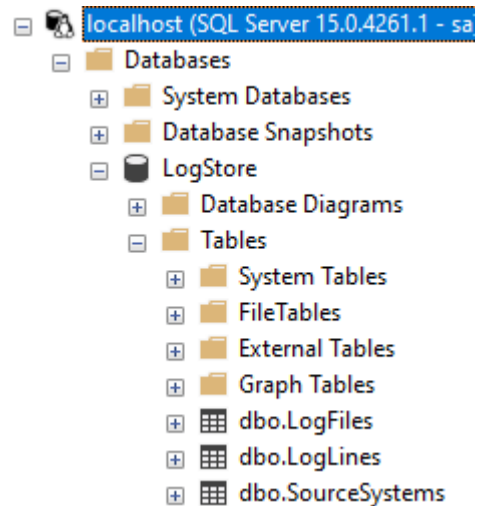 localhost (SQL Server 15.0.4261.1 - sa
Databases
System Databases
Database Snapshots
LogStore
Database Diagrams
Tables
System Tables
FileTables
External Tables
Graph Tables
dbo.LogFiles
dbo.LogLines
dbo.SourceSystems